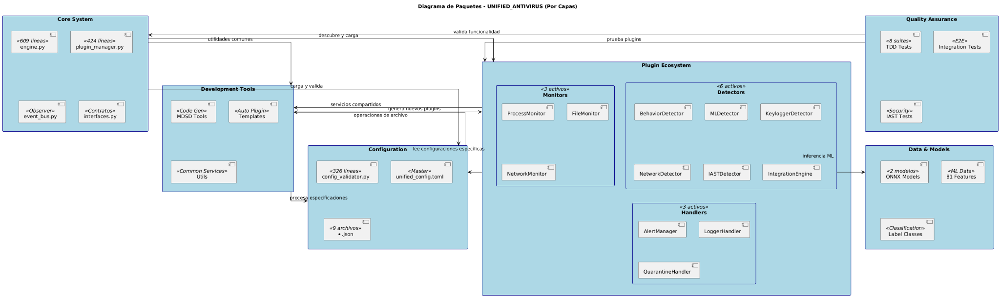 Diagrama de Paquetes - UNIFIED_ANTIVIRUS (Por Capas)
Core System
«609 líneas»
engine.py
«424 líneas»
plugin_manager.py
«Observer»
event_bus.py
«Contratos»
interfaces.py
utilidades comunes
descubre y carga
valida funcionalidad
prueba plugins
Quality Assurance
«8 suites»
TDD Tests
«E2E»
Integration Tests
«Security»
IAST Tests
Development Tools
«Code Gen»
MDSD Tools
«Auto Plugin»
Templates
«Common Services»
Utils
carga y valida
servicios compartidos
genera nuevos plugins
operaciones de archivo
procesa especificaciones
Configuration
lee configuraciones específicas
«326 líneas»
config_validator.py
«Master»
unified_config.toml
«9 archivos»
• .json
Plugin Ecosystem
«3 activos»
Monitors
ProcessMonitor
FileMonitor
NetworkMonitor
«6 activos»
Detectors
BehaviorDetector
MLDetector
KeyloggerDetector
inferencia ML
NetworkDetector
IASTDetector
IntegrationEngine
«3 activos»
Handlers
AlertManager
LoggerHandler
QuarantineHandler
Data & Models
«2 modelos»
ONNX Models
«ML Data»
81 Features
«Classification»
Label Classes